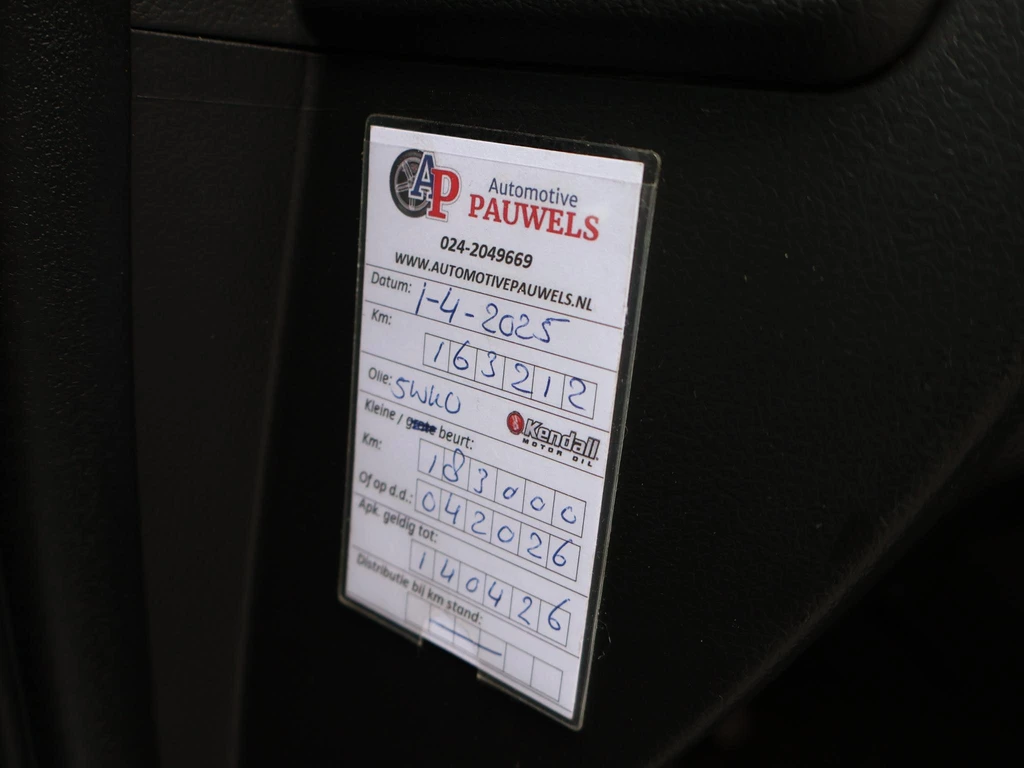 AP Automotive
PAUWELS
024-2049669
WWW.AUTOMOTIVEPAUWELS.NL
Datum: 1-4-2025
Km: 163212
Olie: 5W40
Kendall
MOTOR OIL
Kleine / grote beurt:
Km: 183000
Of op d.d.: 042026
Apk. geldig tot:
140426
Distributie bij km stand: